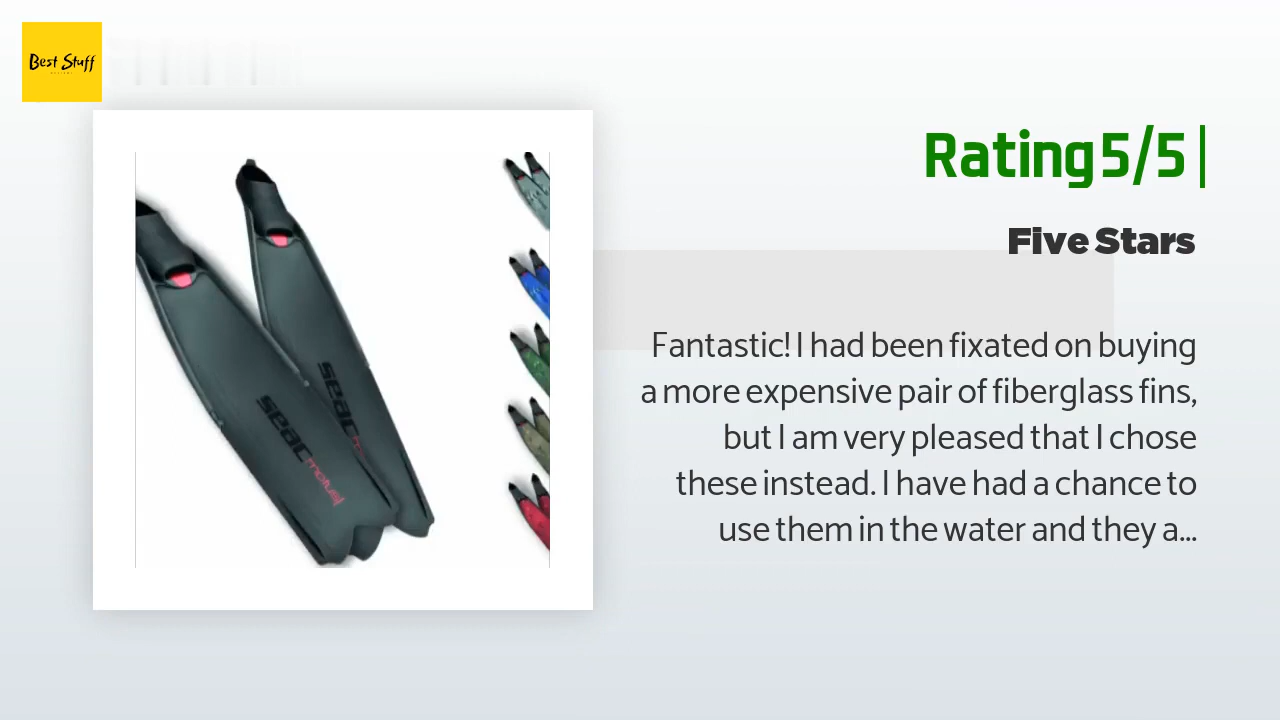 Best Stuff
Rating 5/5 |
Five Stars
Fantastic! I had been fixated on buying
a more expensive pair of fiberglass fins,
but I am very pleased that I chose
these instead. I have had a chance to
use them in the water and they a...
seac
seac
motus